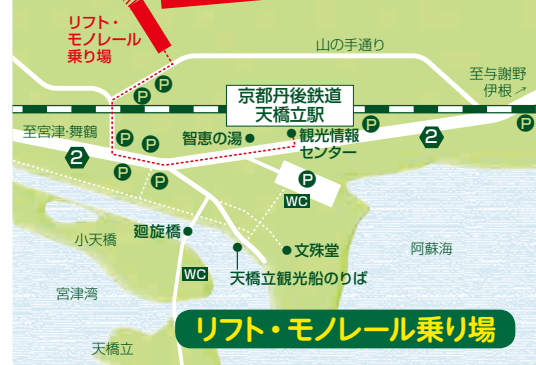 リフト・
モノレール
乗り場
山の手通り
至与謝野
伊根
P
P
京都丹後鉄道
天橋立駅
P
P
至宮津・舞鶴
P
P
智恵の湯
観光情報
センター
2
2
P
P
P
WC
小天橋
廻旋橋
文殊堂
阿蘇海
WC
天橋立観光船のりば
宮津湾
リフト・モノレール乗り場
天橋立